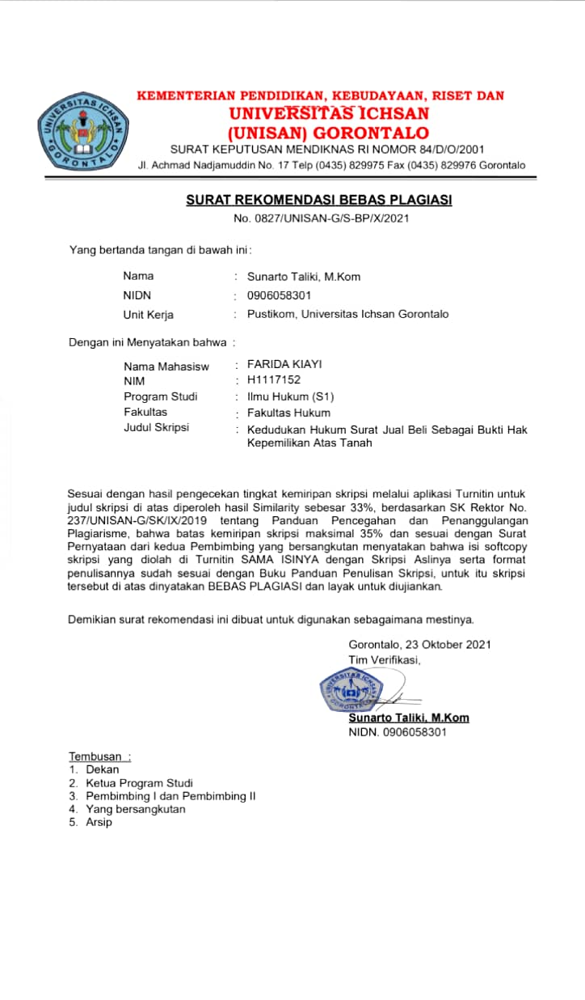 KEMENTERIAN PENDIDIKAN, KEBUDAYAAN, RISET DAN
UNIVERSITAS ICHSAN
(UNISAN) GORONTALO
SURAT KEPUTUSAN MENDIKNAS RI NOMOR 84/D/O/2001
Jl. Achmad Nadjamuddin No. 17 Telp (0435) 829975 Fax (0435) 829976 Gorontalo
UNIVERSITAS ICHSAN
GORONTALO
SURAT REKOMENDASI BEBAS PLAGIASI
No. 0827/UNISAN-G/S-BP/X/2021
Yang bertanda tangan di bawah ini :
Nama : Sunarto Taliki, M.Kom
NIDN : 0906058301
Unit Kerja : Pustikom, Universitas Ichsan Gorontalo
Dengan ini Menyatakan bahwa :
Nama Mahasisw : FARIDA KIAYI
NIM : H1117152
Program Studi : Ilmu Hukum (S1)
Fakultas : Fakultas Hukum
Judul Skripsi : Kedudukan Hukum Surat Jual Beli Sebagai Bukti Hak
Kepemilikan Atas Tanah
Sesuai dengan hasil pengecekan tingkat kemiripan skripsi melalui aplikasi Turnitin untuk
judul skripsi di atas diperoleh hasil Similarity sebesar 33%, berdasarkan SK Rektor No.
237/UNISAN-G/SK/IX/2019 tentang Panduan Pencegahan dan Penanggulangan
Plagiarisme, bahwa batas kemiripan skripsi maksimal 35% dan sesuai dengan Surat
Pernyataan dari kedua Pembimbing yang bersangkutan menyatakan bahwa isi softcopy
skripsi yang diolah di Turnitin SAMA ISINYA dengan Skripsi Aslinya serta format
penulisannya sudah sesuai dengan Buku Panduan Penulisan Skripsi, untuk itu skripsi
tersebut di atas dinyatakan BEBAS PLAGIASI dan layak untuk diujiankan.
Demikian surat rekomendasi ini dibuat untuk digunakan sebagaimana mestinya.
Gorontalo, 23 Oktober 2021
Tim Verifikasi,
UNIVERSITAS ICHSAN
GORONTALO
Sunarto Taliki, M.Kom
NIDN. 0906058301
Tembusan :
1. Dekan
2. Ketua Program Studi
3. Pembimbing I dan Pembimbing II
4. Yang bersangkutan
5. Arsip